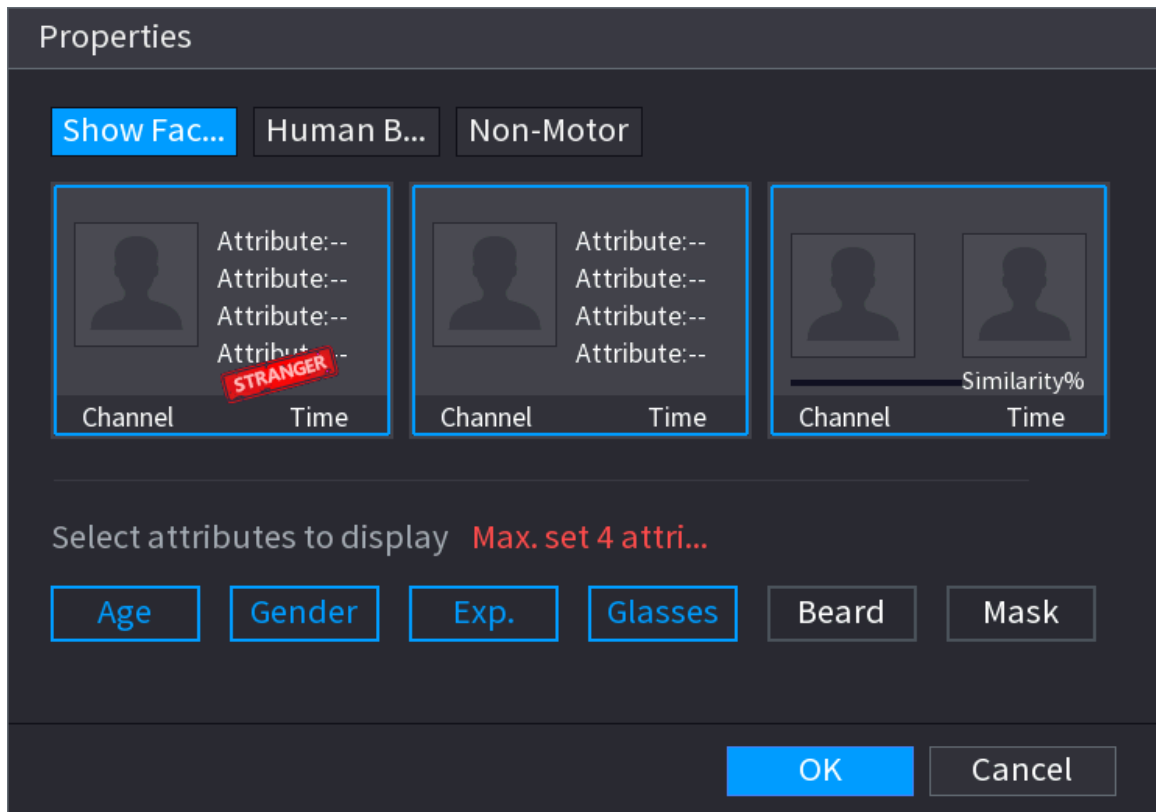 Properties
Show Fac... Human B... Non-Motor
Attribute:--
Attribute:--
Attribute:--
Attribute:--
STRANGER
Channel Time
Attribute:--
Attribute:--
Attribute:--
Attribute:--
Channel Time
Similarity%
Channel Time
Select attributes to display Max. set 4 attri...
Age Gender Exp. Glasses Beard Mask
OK Cancel